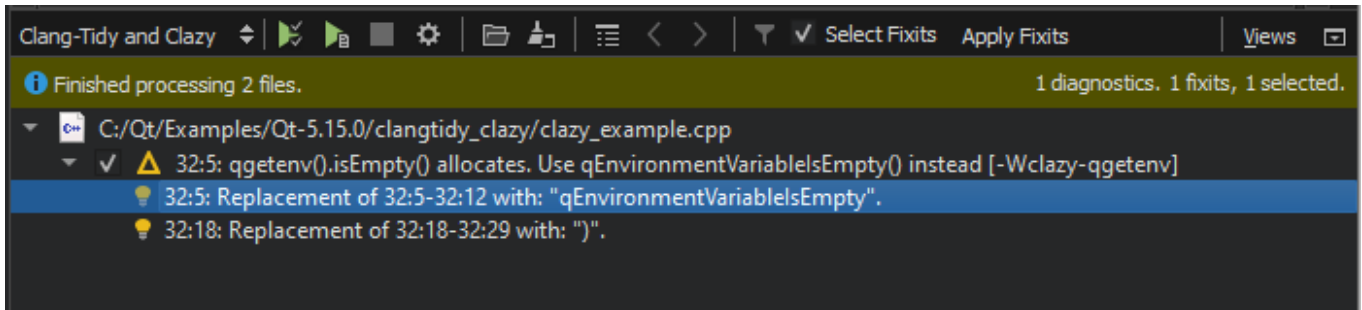 Clang-Tidy and Clazy Select Fixits Apply Fixits Views
Finished processing 2 files. 1 diagnostics. 1 fixits, 1 selected.
C:/Qt/Examples/Qt-5.15.0/clangtidy_clazy/clazy_example.cpp
32:5: qgetenv().isEmpty() allocates. Use qEnvironmentVariableIsEmpty() instead [-Wclazy-qgetenv]
32:5: Replacement of 32:5-32:12 with: "qEnvironmentVariableIsEmpty".
32:18: Replacement of 32:18-32:29 with: ")".